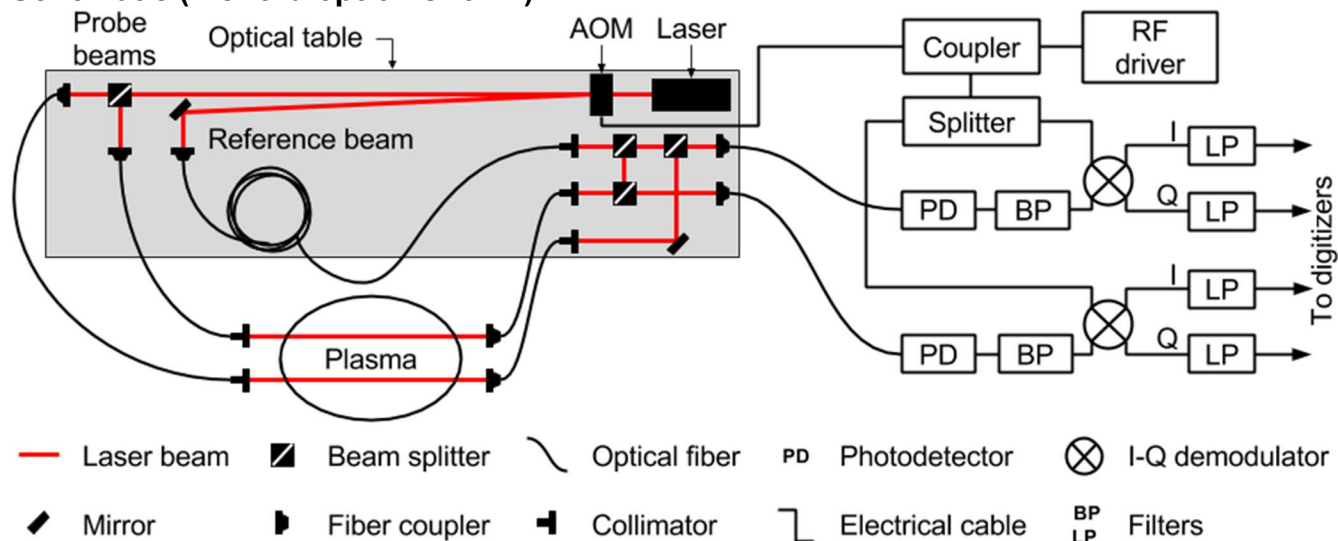 Probe
beams
Optical table
AOM
Laser
Coupler
RF
driver
Splitter
Reference beam
I
LP
Q
LP
PD
BP
I
LP
Q
LP
PD
BP
To digitizers
Plasma
Laser beam
Beam splitter
Optical fiber
PD
Photodetector
I-Q demodulator
Mirror
Fiber coupler
Collimator
Electrical cable
BP
LP
Filters